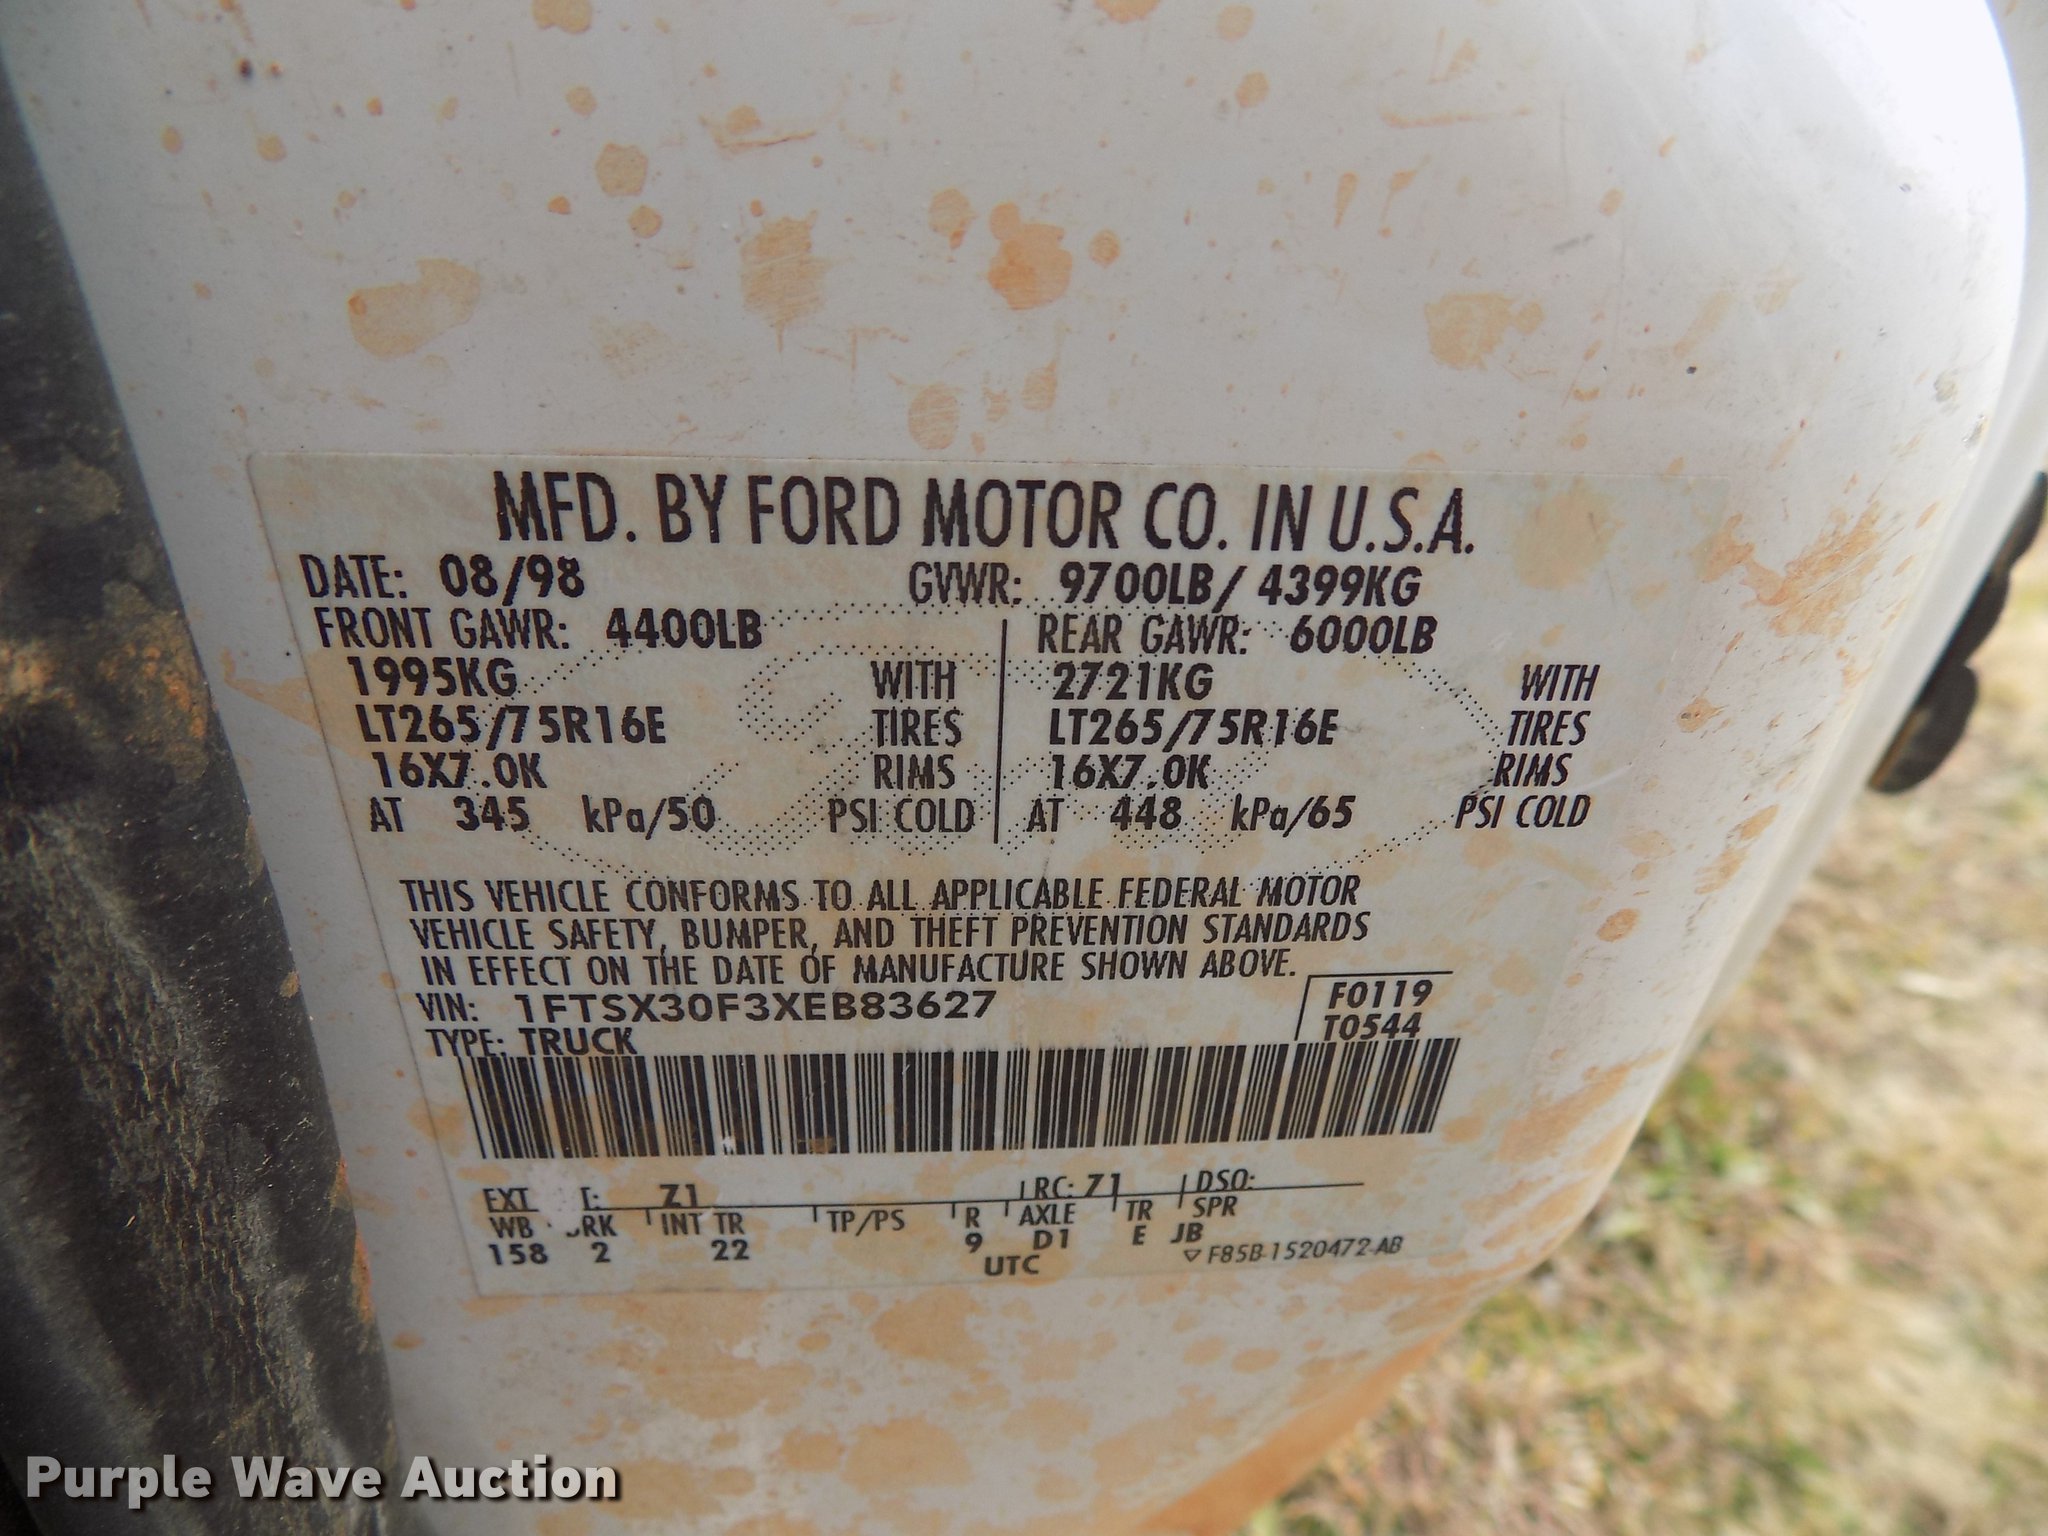 MFD. BY FORD MOTOR CO. IN U.S.A.
DATE: 08/98 GVWR: 9700LB/ 4399KG
FRONT GAWR: 4400LB REAR GAWR: 6000LB
1995KG WITH 2721KG WITH
LT265/75R16E TIRES LT265/75R16E TIRES
16X7.0K RIMS 16X7.0K RIMS
AT 345 kPa/50 PSI COLD AT 448 kPa/65 PSI COLD
THIS VEHICLE CONFORMS TO ALL APPLICABLE FEDERAL MOTOR
VEHICLE SAFETY, BUMPER, AND THEFT PREVENTION STANDARDS
IN EFFECT ON THE DATE OF MANUFACTURE SHOWN ABOVE.
VIN: 1FTSX30F3XEB83627 F0119
TYPE: TRUCK T0544
EXT Z1 RC: 71 DSO:
WB INT TR TP/PS R AXLE TR SPR
158 2 22 9 D1 E JB
UTC ▽ F85B-1520472-AB
Purple Wave Auction